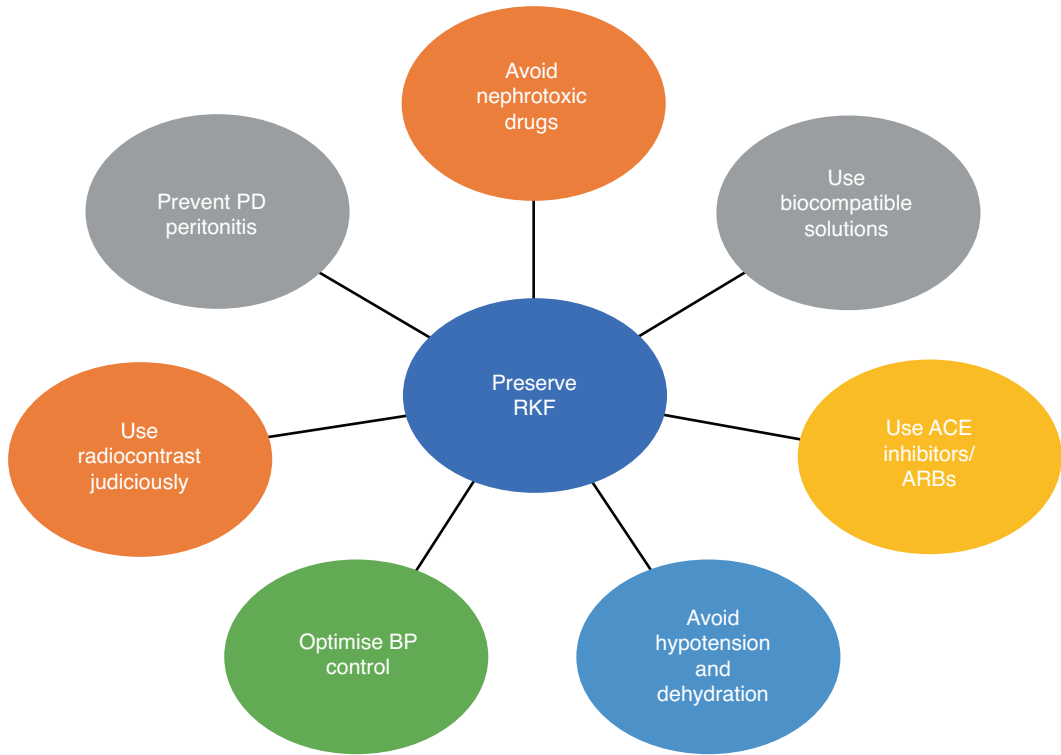 Avoid
nephrotoxic
drugs
Prevent PD
peritonitis
Use
biocompatible
solutions
Preserve
RKF
Use
radiocontrast
judiciously
Use ACE
inhibitors/
ARBs
Optimise BP
control
Avoid
hypotension
and
dehydration